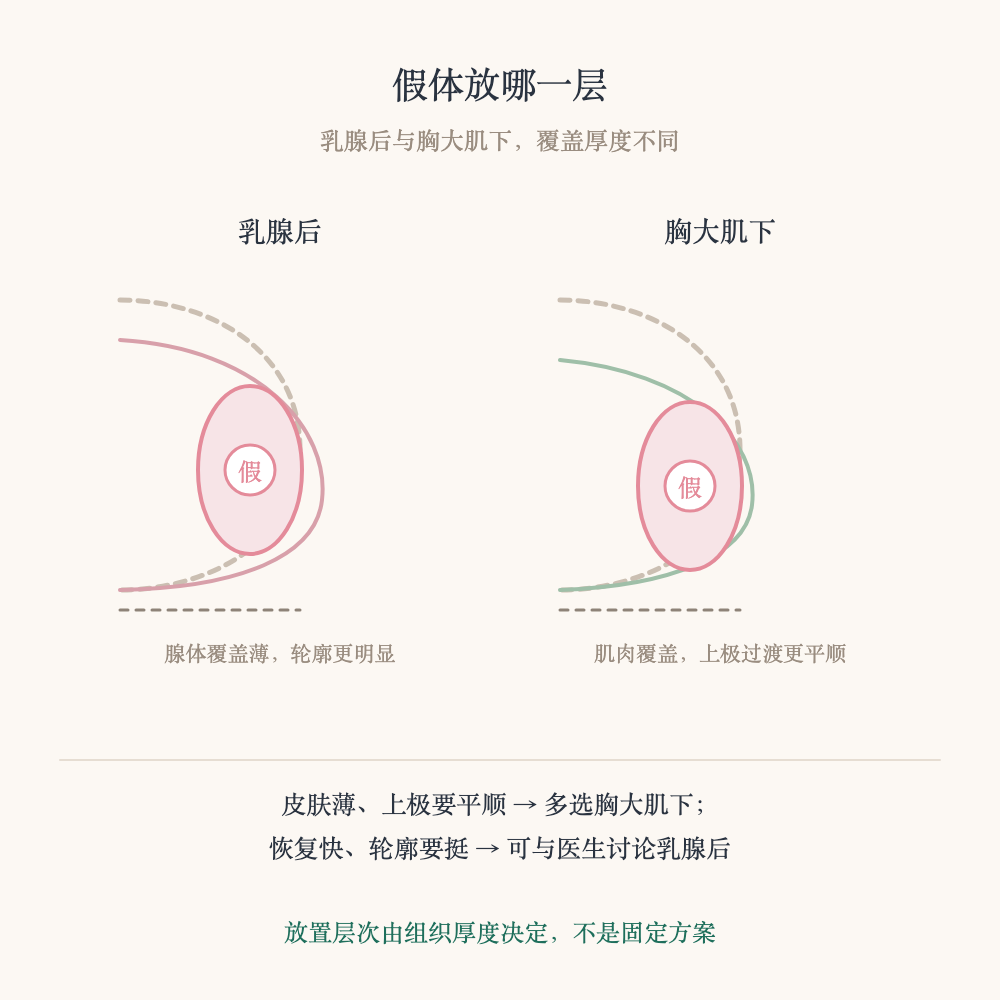 假体放哪一层
乳腺后与胸大肌下，覆盖厚度不同
乳腺后
胸大肌下
假
假
腺体覆盖薄，轮廓更明显
肌肉覆盖，上极过渡更平顺
皮肤薄、上极要平顺 → 多选胸大肌下；
恢复快、轮廓要挺 → 可与医生讨论乳腺后
放置层次由组织厚度决定，不是固定方案